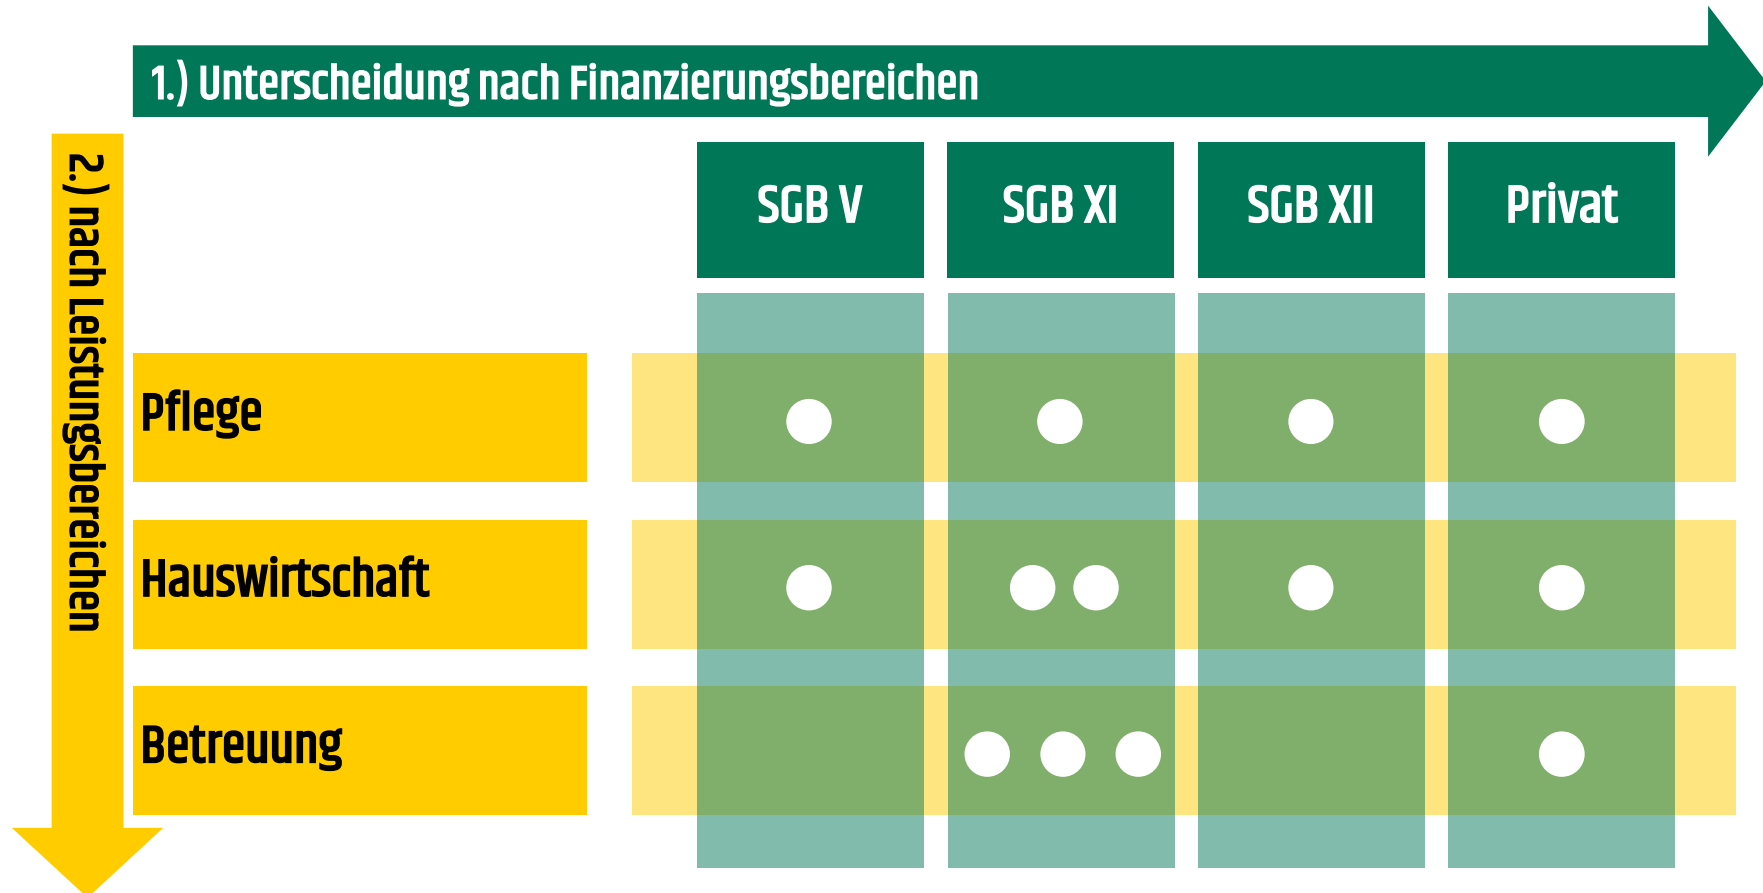 1.) Unterscheidung nach Finanzierungsbereichen
2.) nach Leistungsbereichen
SGB V
SGB XI
SGB XII
Privat
Pflege
Hauswirtschaft
Betreuung